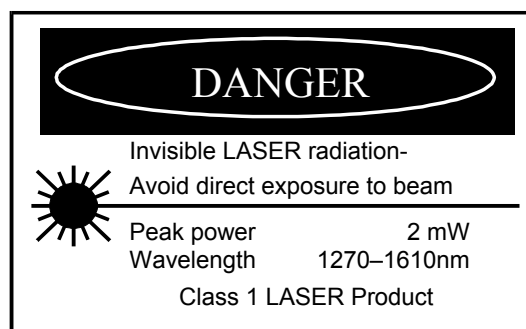 DANGER
Invisible LASER radiation-
Avoid direct exposure to beam
Peak power 2 mW
Wavelength 1270–1610nm
Class 1 LASER Product